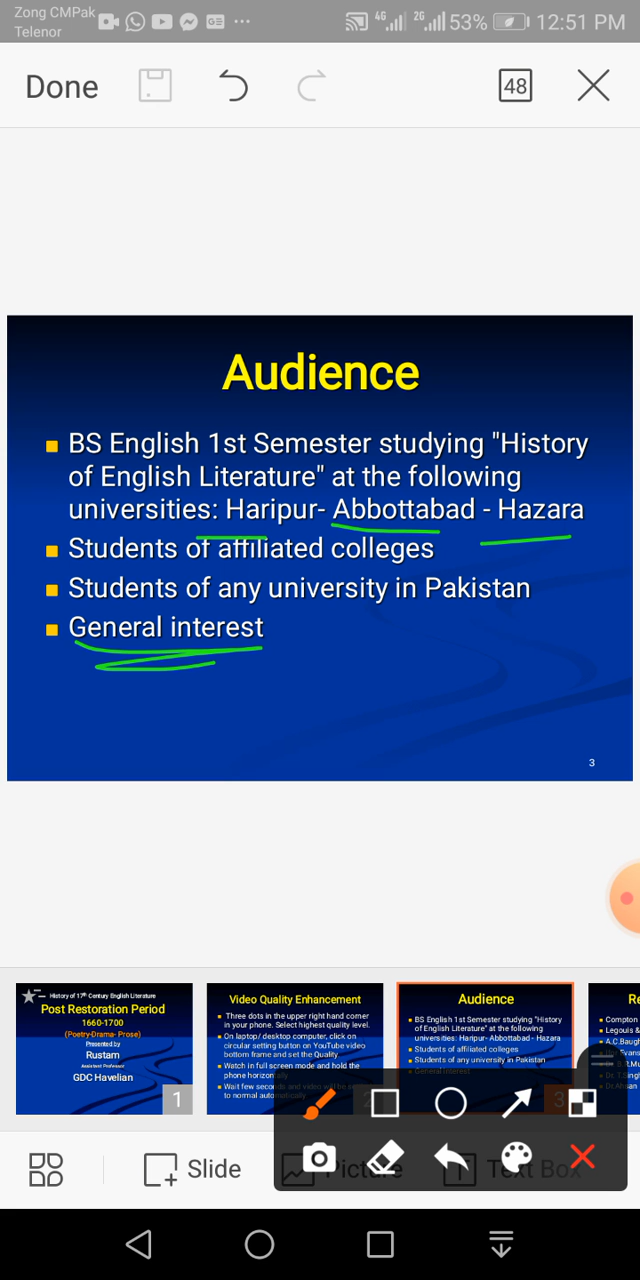 Zong CMPak
Telenor
4G
2G
53%
12:51 PM
Done
48
Audience
BS English 1st Semester studying "History
of English Literature" at the following
universities: Haripur- Abbottabad - Hazara
Students of affiliated colleges
Students of any university in Pakistan
General interest
3
History of 17th Century English Literature
Post Restoration Period
1660-1700
(Poetry-Drama- Prose)
Presented by
Rustam
Assistant Professor
GDC Havelian
1
Video Quality Enhancement
Three dots in the upper right hand corner
in your phone. Select highest quality level.
On laptop/ desktop computer, click on
circular setting button on YouTube video
bottom frame and set the Quality
Watch in full screen mode and hold the
phone horizontally
Wait few seconds and video will be
to normal automatically
Audience
BS English 1st Semester studying "History
of English Literature" at the following
universities: Haripur- Abbottabad - Hazara
Students of affiliated colleges
Students of any university in Pakistan
General interest
3
Compton
Legouis &
A.C.Baugh
Slide
Picture
Text Box